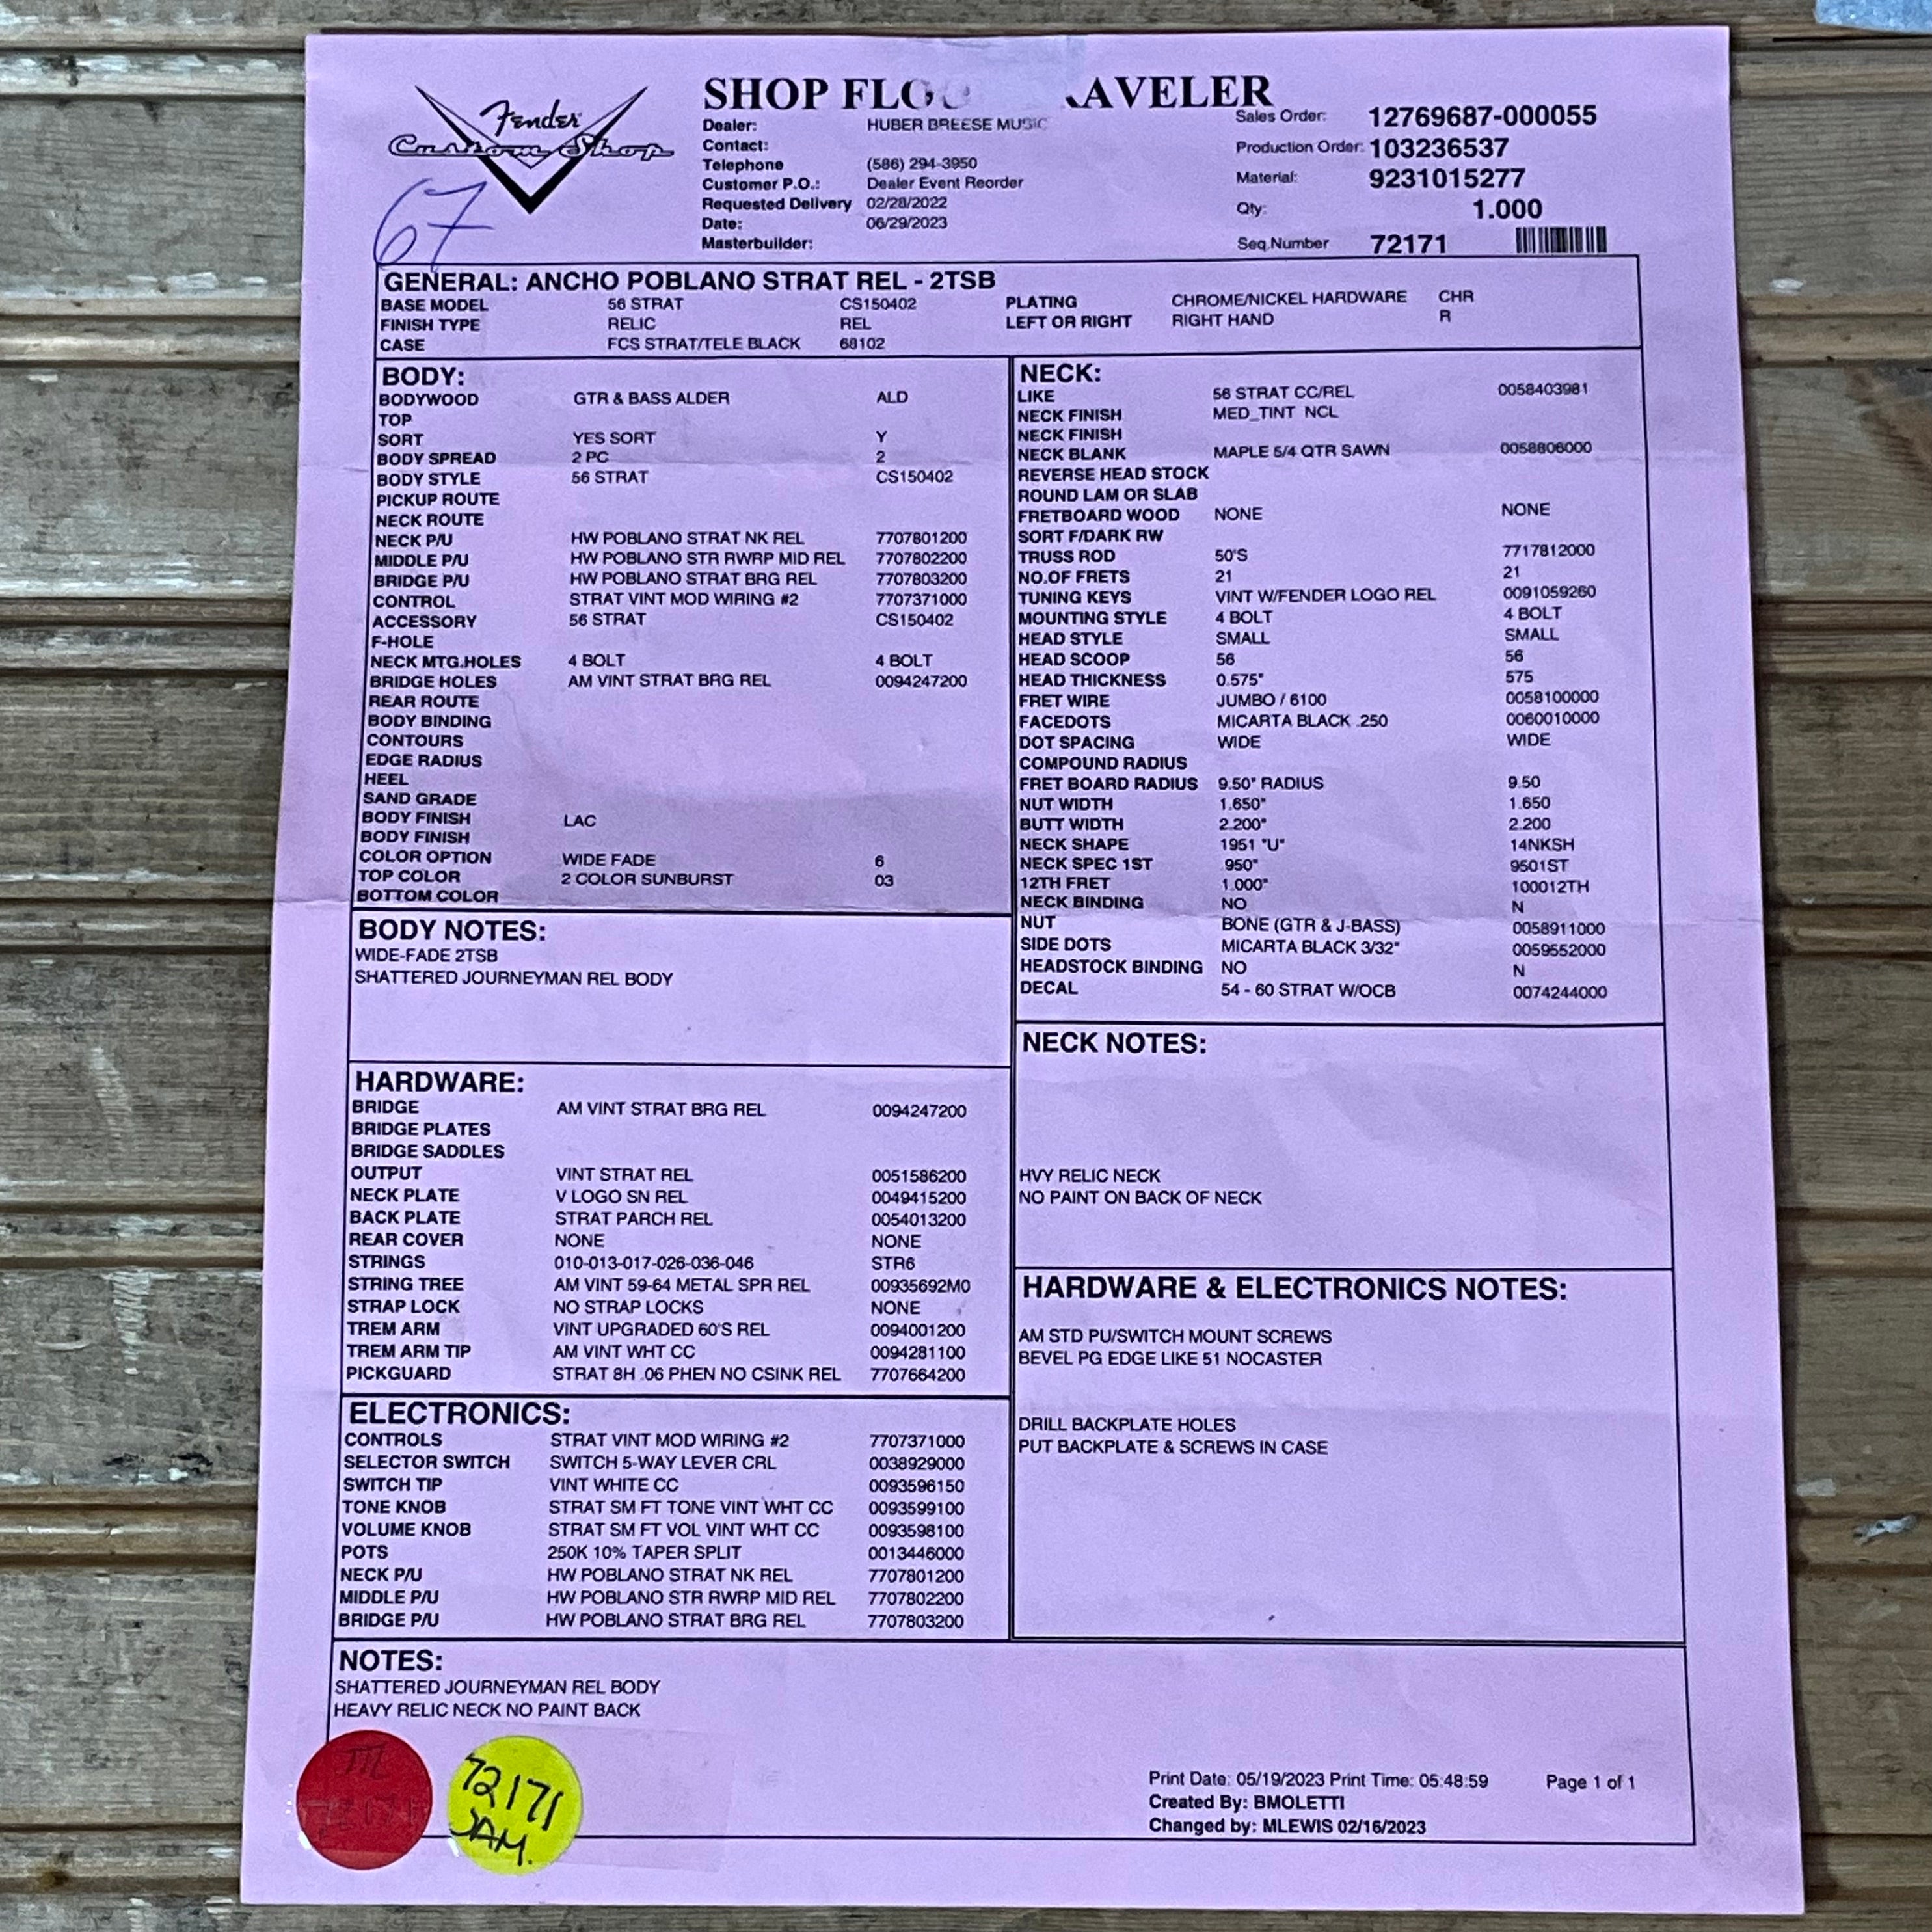 Fender
Custom Shop
67
SHOP FLO RAVELER
Dealer: HUBER BREESE MUSIC
Contact:
Telephone (586) 294-3950
Customer P.O.: Dealer Event Reorder
Requested Delivery 02/28/2022
Date: 06/29/2023
Masterbuilder:
Sales Order: 12769687-000055
Production Order: 103236537
Material: 9231015277
Qty: 1.000
Seq.Number 72171
GENERAL: ANCHO POBLANO STRAT REL - 2TSB
BASE MODEL 56 STRAT CS150402 PLATING CHROME/NICKEL HARDWARE CHR
FINISH TYPE RELIC REL LEFT OR RIGHT RIGHT HAND R
CASE FCS STRAT/TELE BLACK 68102
BODY:
BODYWOOD GTR & BASS ALDER ALD
TOP
SORT YES SORT Y
BODY SPREAD 2 PC 2
BODY STYLE 56 STRAT CS150402
PICKUP ROUTE
NECK ROUTE
NECK P/U HW POBLANO STRAT NK REL 7707801200
MIDDLE P/U HW POBLANO STR RWRP MID REL 7707802200
BRIDGE P/U HW POBLANO STRAT BRG REL 7707803200
CONTROL STRAT VINT MOD WIRING #2 7707371000
ACCESSORY 56 STRAT CS150402
F-HOLE
NECK MTG.HOLES 4 BOLT 4 BOLT
BRIDGE HOLES AM VINT STRAT BRG REL 0094247200
REAR ROUTE
BODY BINDING
CONTOURS
EDGE RADIUS
HEEL
SAND GRADE
BODY FINISH LAC
BODY FINISH
COLOR OPTION WIDE FADE 6
TOP COLOR 2 COLOR SUNBURST 03
BOTTOM COLOR
BODY NOTES:
WIDE-FADE 2TSB
SHATTERED JOURNEYMAN REL BODY
HARDWARE:
BRIDGE AM VINT STRAT BRG REL 0094247200
BRIDGE PLATES
BRIDGE SADDLES
OUTPUT VINT STRAT REL 0051586200
NECK PLATE V LOGO SN REL 0049415200
BACK PLATE STRAT PARCH REL 0054013200
REAR COVER NONE NONE
STRINGS 010-013-017-026-036-046 STR6
STRING TREE AM VINT 59-64 METAL SPR REL 00935692M0
STRAP LOCK NO STRAP LOCKS NONE
TREM ARM VINT UPGRADED 60'S REL 0094001200
TREM ARM TIP AM VINT WHT CC 0094281100
PICKGUARD STRAT 8H .06 PHEN NO CSINK REL 7707664200
ELECTRONICS:
CONTROLS STRAT VINT MOD WIRING #2 7707371000
SELECTOR SWITCH SWITCH 5-WAY LEVER CRL 0038929000
SWITCH TIP VINT WHITE CC 0093596150
TONE KNOB STRAT SM FT TONE VINT WHT CC 0093599100
VOLUME KNOB STRAT SM FT VOL VINT WHT CC 0093598100
POTS 250K 10% TAPER SPLIT 0013446000
NECK P/U HW POBLANO STRAT NK REL 7707801200
MIDDLE P/U HW POBLANO STR RWRP MID REL 7707802200
BRIDGE P/U HW POBLANO STRAT BRG REL 7707803200
NECK:
LIKE 56 STRAT CC/REL 0058403981
NECK FINISH MED_TINT NCL
NECK FINISH
NECK BLANK MAPLE 5/4 QTR SAWN 0058806000
REVERSE HEAD STOCK
ROUND LAM OR SLAB
FRETBOARD WOOD NONE NONE
SORT F/DARK RW
TRUSS ROD 50'S 7717812000
NO.OF FRETS 21 21
TUNING KEYS VINT W/FENDER LOGO REL 0091059260
MOUNTING STYLE 4 BOLT 4 BOLT
HEAD STYLE SMALL SMALL
HEAD SCOOP 56 56
HEAD THICKNESS 0.575" 575
FRET WIRE JUMBO / 6100 0058100000
FACEDOTS MICARTA BLACK .250 0060010000
DOT SPACING WIDE WIDE
COMPOUND RADIUS
FRET BOARD RADIUS 9.50" RADIUS 9.50
NUT WIDTH 1.650" 1.650
BUTT WIDTH 2.200" 2.200
NECK SHAPE 1951 "U" 14NKSH
NECK SPEC 1ST .950" 9501ST
12TH FRET 1.000" 100012TH
NECK BINDING NO N
NUT BONE (GTR & J-BASS) 0058911000
SIDE DOTS MICARTA BLACK 3/32" 0059552000
HEADSTOCK BINDING NO N
DECAL 54 - 60 STRAT W/OCB 0074244000
NECK NOTES:
HVY RELIC NECK
NO PAINT ON BACK OF NECK
HARDWARE & ELECTRONICS NOTES:
AM STD PU/SWITCH MOUNT SCREWS
BEVEL PG EDGE LIKE 51 NOCASTER
DRILL BACKPLATE HOLES
PUT BACKPLATE & SCREWS IN CASE
NOTES:
SHATTERED JOURNEYMAN REL BODY
HEAVY RELIC NECK NO PAINT BACK
72171
JAM.
Print Date: 05/19/2023 Print Time: 05:48:59 Page 1 of 1
Created By: BMOLETTI
Changed by: MLEWIS 02/16/2023